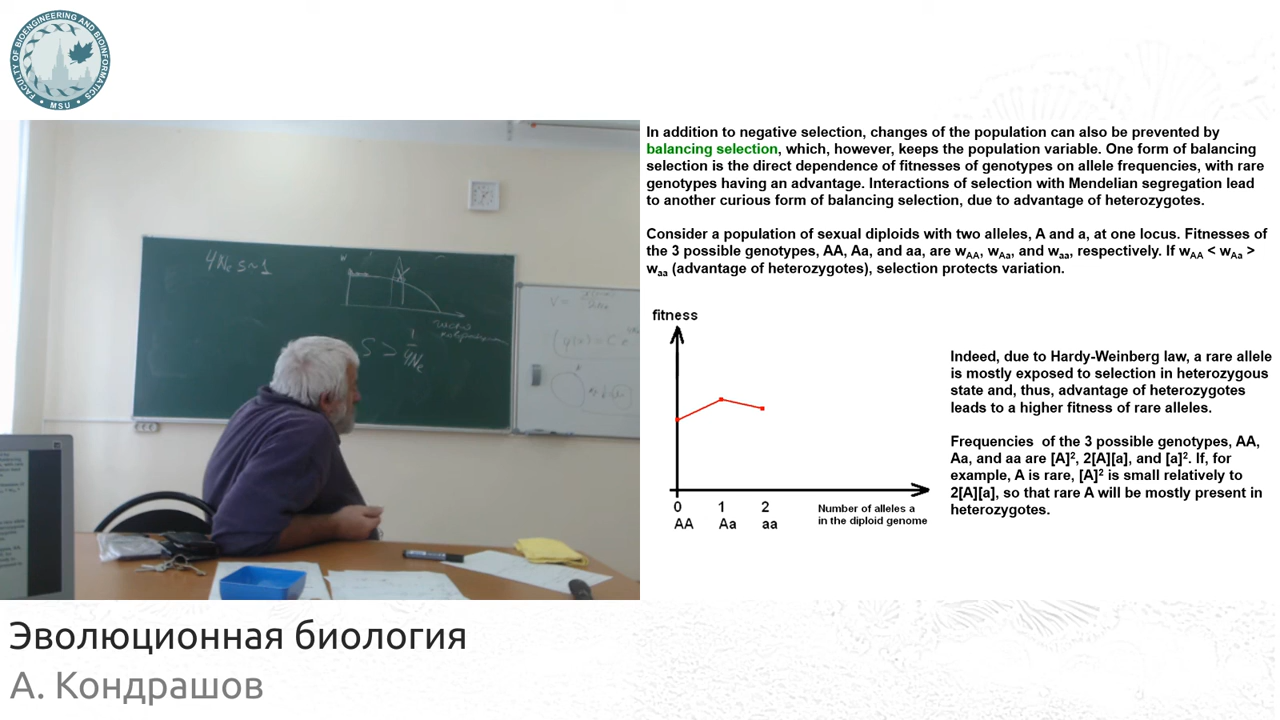 FACULTY OF BIOENGINEERING AND BIOINFORMATICS
• MSU •
4Ne s ~ 1
w
число
S > 1/4Ne
V =
In addition to negative selection, changes of the population can also be prevented by
balancing selection, which, however, keeps the population variable. One form of balancing
selection is the direct dependence of fitnesses of genotypes on allele frequencies, with rare
genotypes having an advantage. Interactions of selection with Mendelian segregation lead
to another curious form of balancing selection, due to advantage of heterozygotes.
Consider a population of sexual diploids with two alleles, A and a, at one locus. Fitnesses of
the 3 possible genotypes, AA, Aa, and aa, are wAA, wAa, and waa, respectively. If wAA < wAa >
waa (advantage of heterozygotes), selection protects variation.
fitness
0 1 2
AA Aa aa
Number of alleles a
in the diploid genome
Indeed, due to Hardy-Weinberg law, a rare allele
is mostly exposed to selection in heterozygous
state and, thus, advantage of heterozygotes
leads to a higher fitness of rare alleles.
Frequencies of the 3 possible genotypes, AA,
Aa, and aa are [A]², 2[A][a], and [a]². If, for
example, A is rare, [A]² is small relatively to
2[A][a], so that rare A will be mostly present in
heterozygotes.
Эволюционная биология
А. Кондрашов